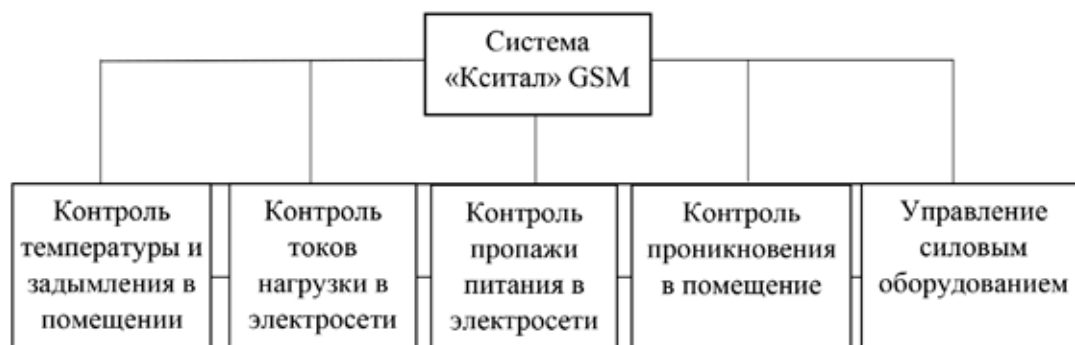 Система
«Кситал» GSM
Контроль
температуры и
задымления в
помещении
Контроль
токов
нагрузки в
электросети
Контроль
пропажи
питания в
электросети
Контроль
проникновения
в помещение
Управление
силовым
оборудованием